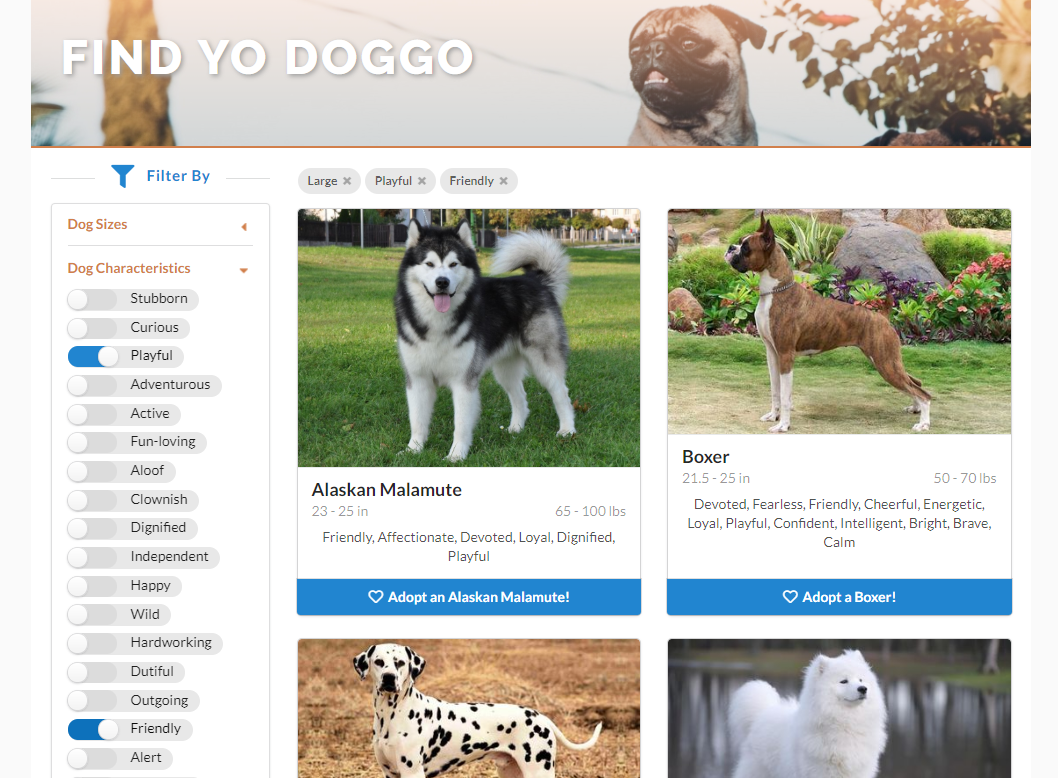 FIND YO DOGGO
Filter By
Dog Sizes
Dog Characteristics
Stubborn
Curious
Playful
Adventurous
Active
Fun-loving
Aloof
Clownish
Dignified
Independent
Happy
Wild
Hardworking
Dutiful
Outgoing
Friendly
Alert
Large ✖ Playful ✖ Friendly ✖
Alaskan Malamute
23 - 25 in 65 - 100 lbs
Friendly, Affectionate, Devoted, Loyal, Dignified,
Playful
Adopt an Alaskan Malamute!
Boxer
21.5 - 25 in 50 - 70 lbs
Devoted, Fearless, Friendly, Cheerful, Energetic,
Loyal, Playful, Confident, Intelligent, Bright, Brave,
Calm
Adopt a Boxer!